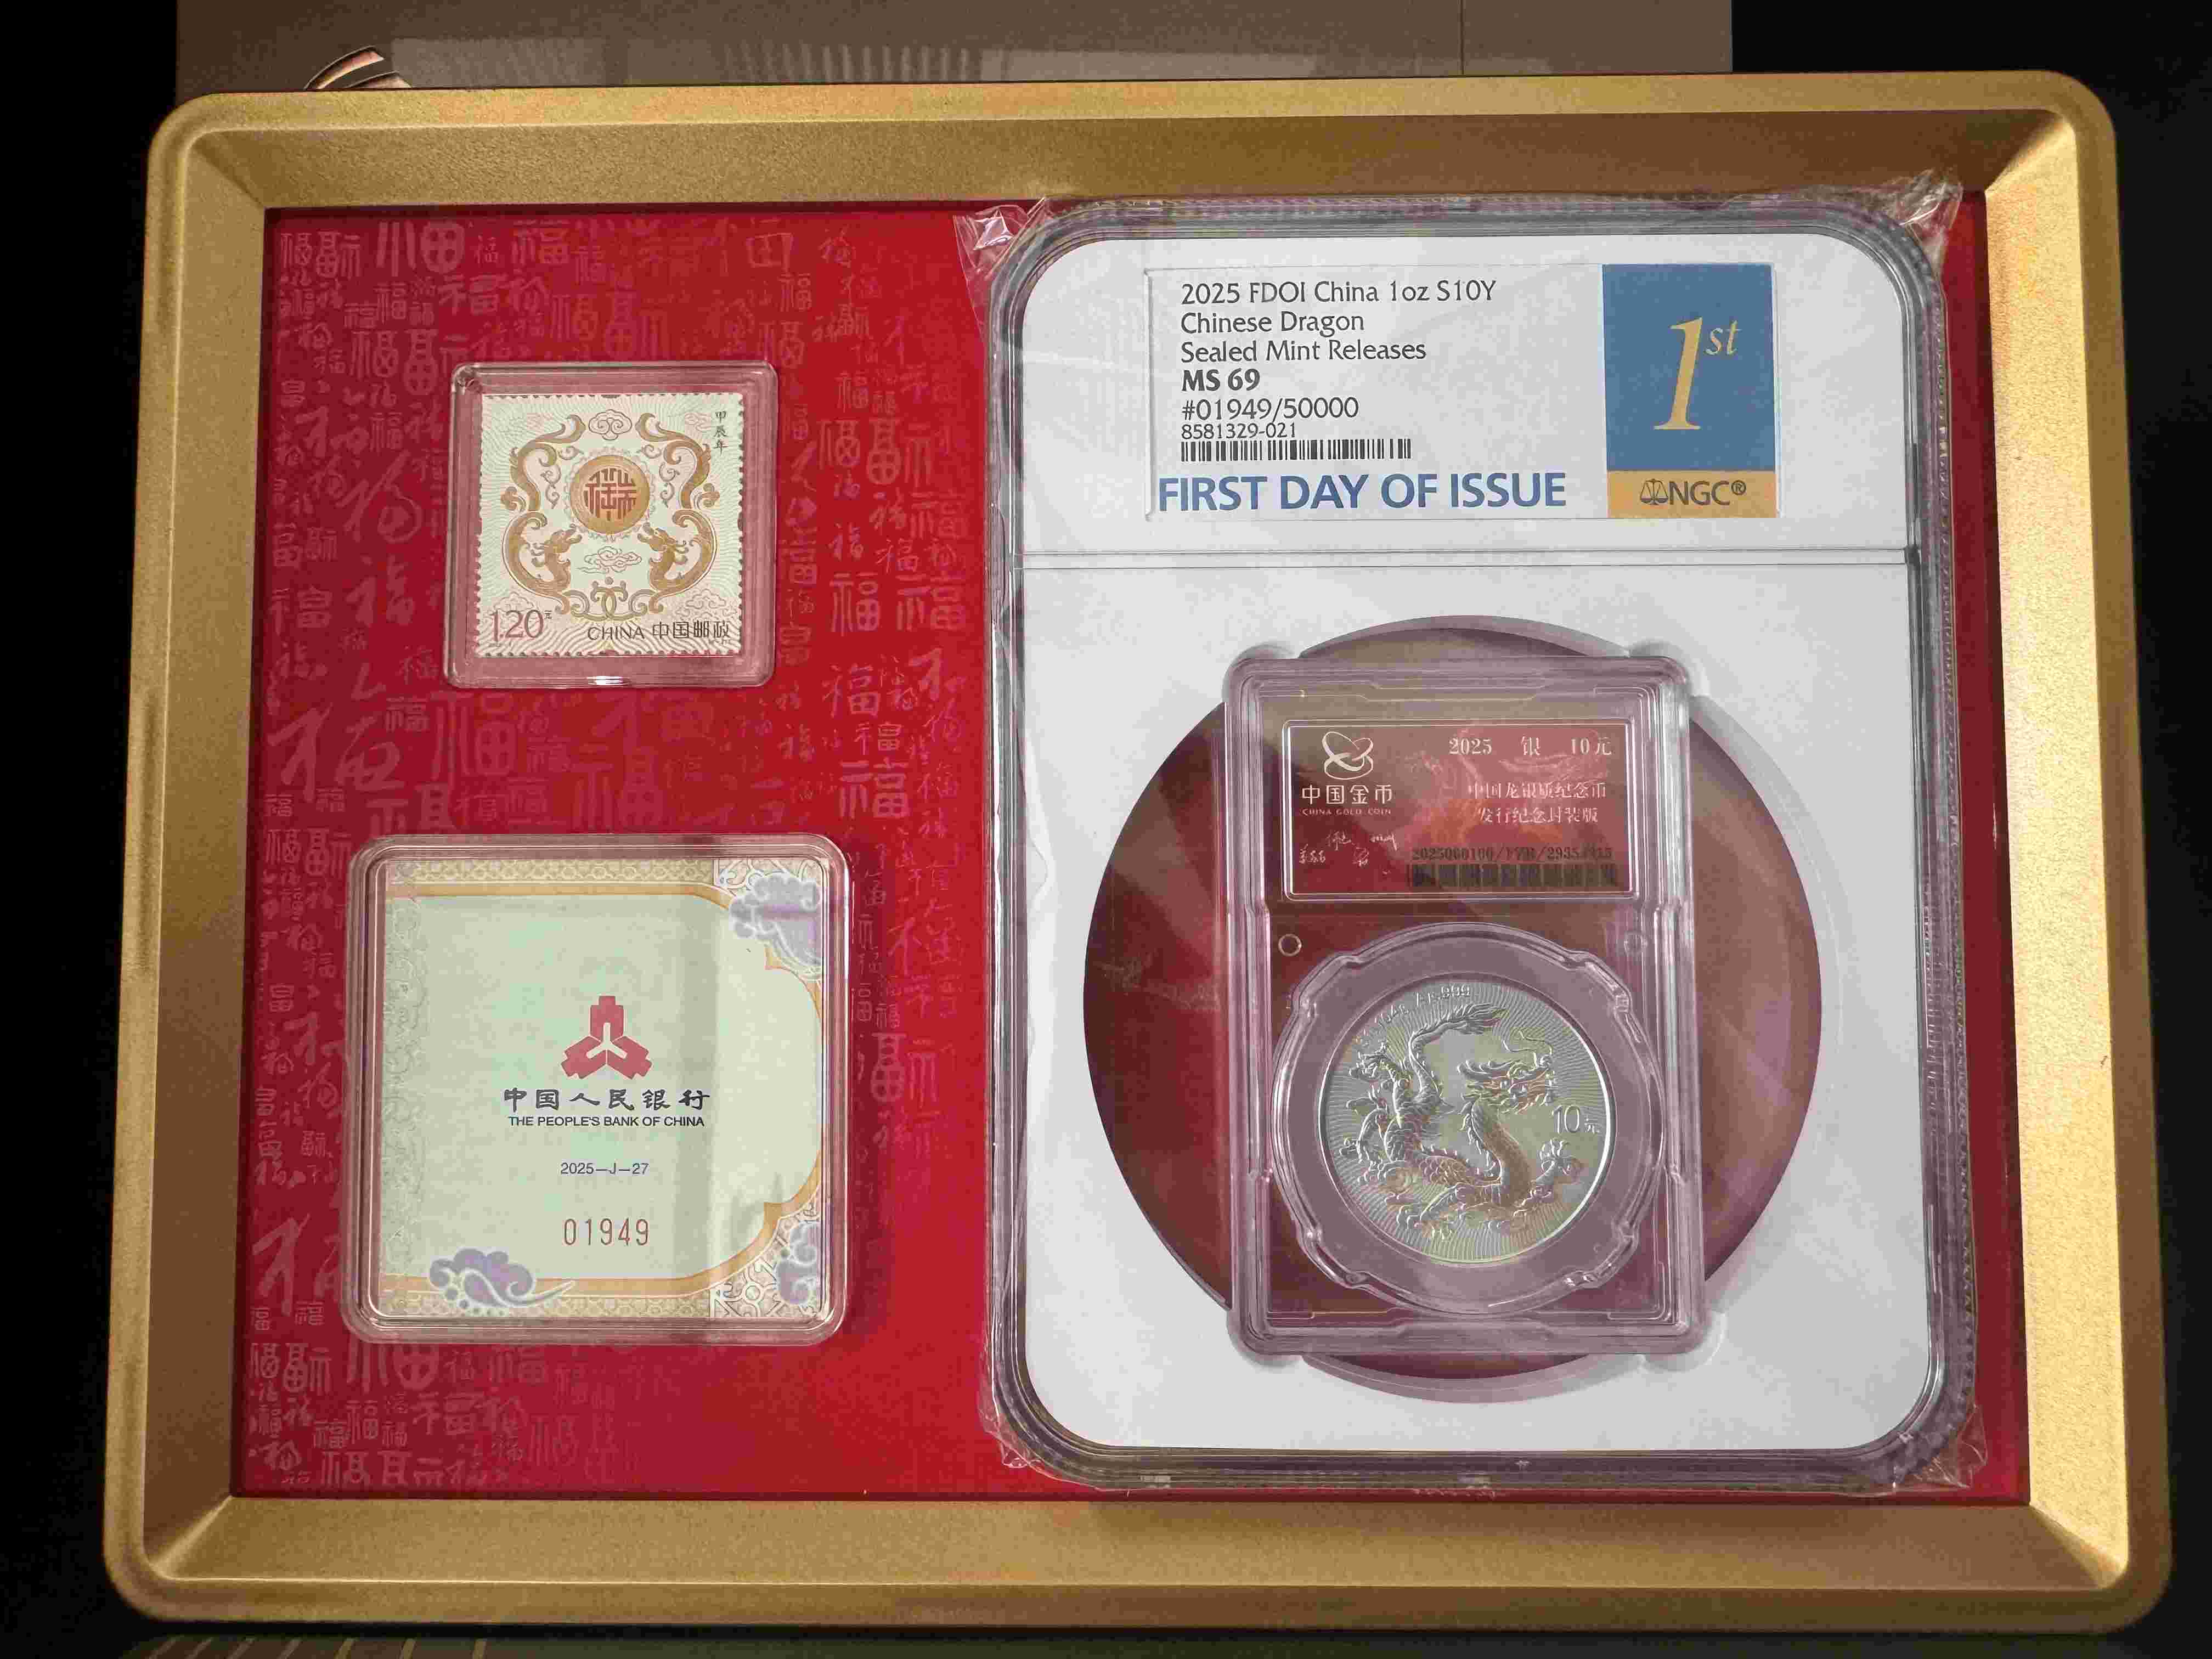 甲辰年
1.20元
CHINA 中国邮政
中国人民银行
THE PEOPLE'S BANK OF CHINA
2025—J—27
01949
2025 FDOI China 1oz S10Y
Chinese Dragon
Sealed Mint Releases
MS 69
#01949/50000
8581329-021
FIRST DAY OF ISSUE
1st
NGC®
中国金币
CHINA GOLD COIN
2025 银 10元
中国龙银质纪念币
发行纪念封装版
10元